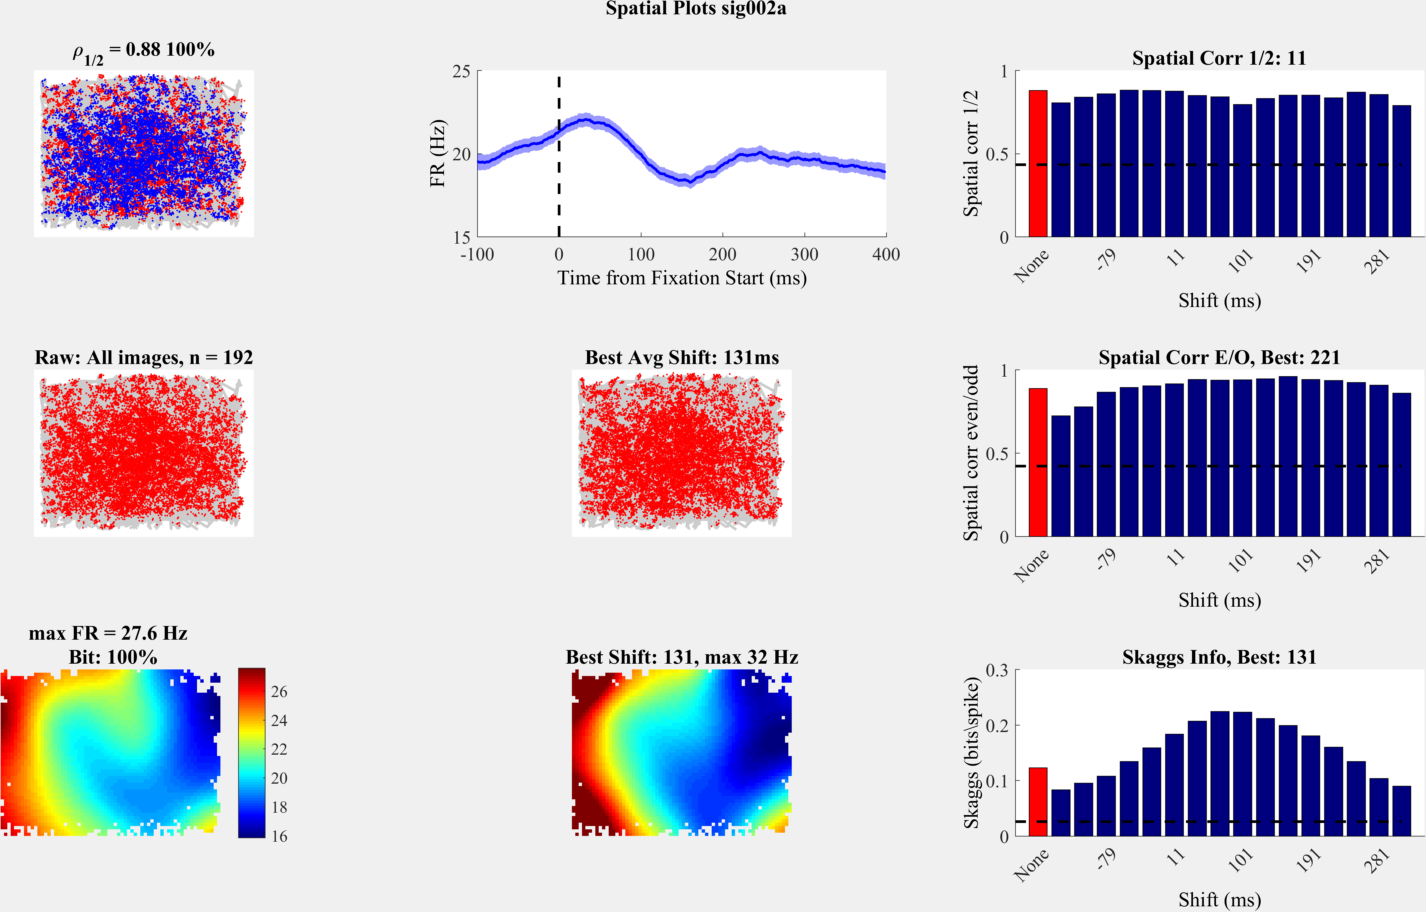 Spatial Plots sig002a
ρ1/2 = 0.88 100%
25
20
15
FR (Hz)
-100 0 100 200 300 400
Time from Fixation Start (ms)
Spatial Corr 1/2: 11
1
0.5
0
Spatial corr 1/2
None -79 11 101 191 281
Shift (ms)
Raw: All images, n = 192
Best Avg Shift: 131ms
Spatial Corr E/O, Best: 221
1
0.5
0
Spatial corr even/odd
None -79 11 101 191 281
Shift (ms)
max FR = 27.6 Hz
Bit: 100%
26
24
22
20
18
16
Best Shift: 131, max 32 Hz
Skaggs Info, Best: 131
0.3
0.2
0.1
0
Skaggs (bits\spike)
None -79 11 101 191 281
Shift (ms)